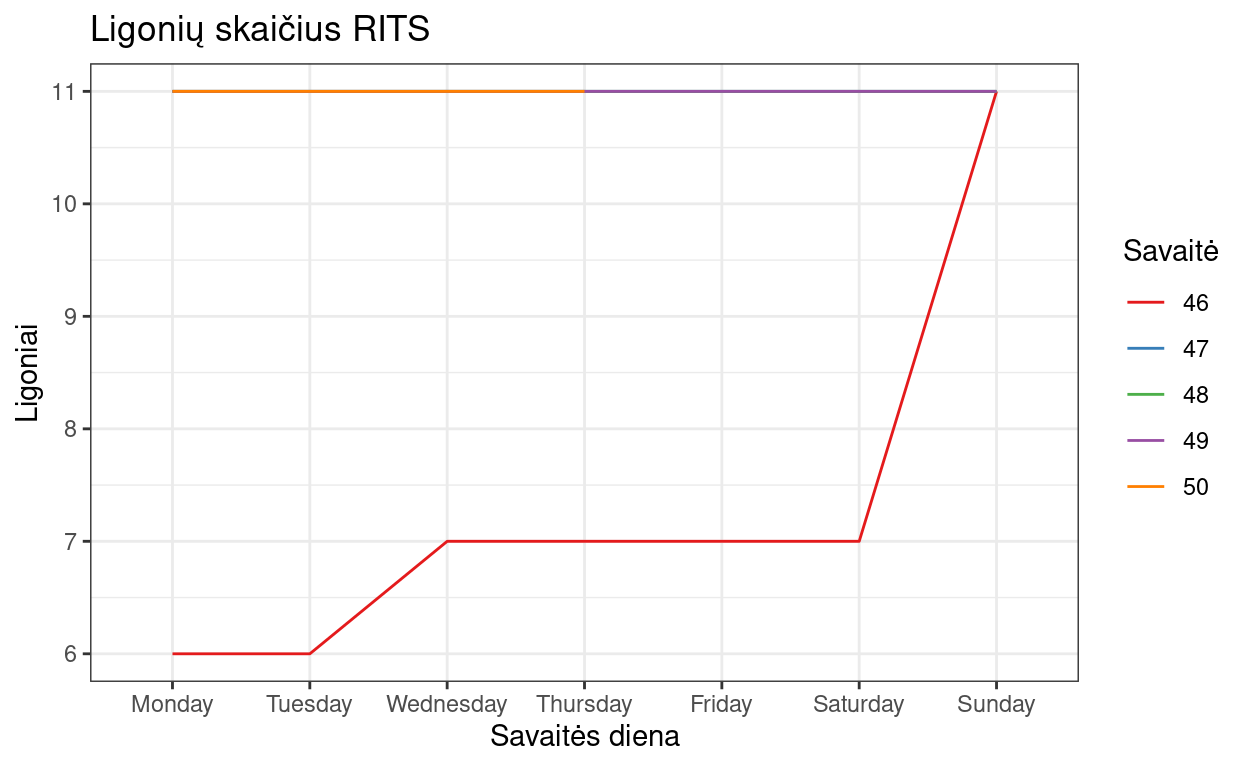 Ligonių skaičius RITS
11
10
9
8
7
6
Ligoniai
Monday Tuesday Wednesday Thursday Friday Saturday Sunday
Savaitės diena
Savaitė
46
47
48
49
50